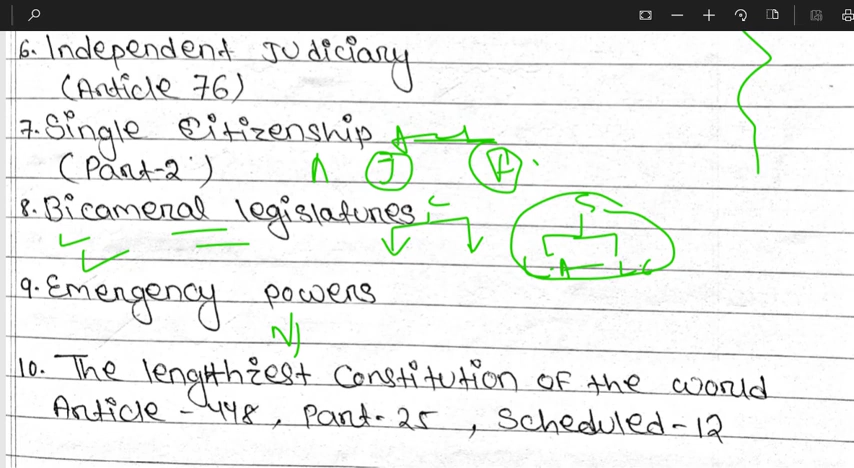 6. Independent Judiciary
(Article 76)
7. Single Citizenship
(Part-2)
J
8. Bicameral legislatures
C
S
L.A L.C
9. Emergency powers
10. The lengthiest Constitution of the world
Article - 448, Part - 25, Scheduled - 12